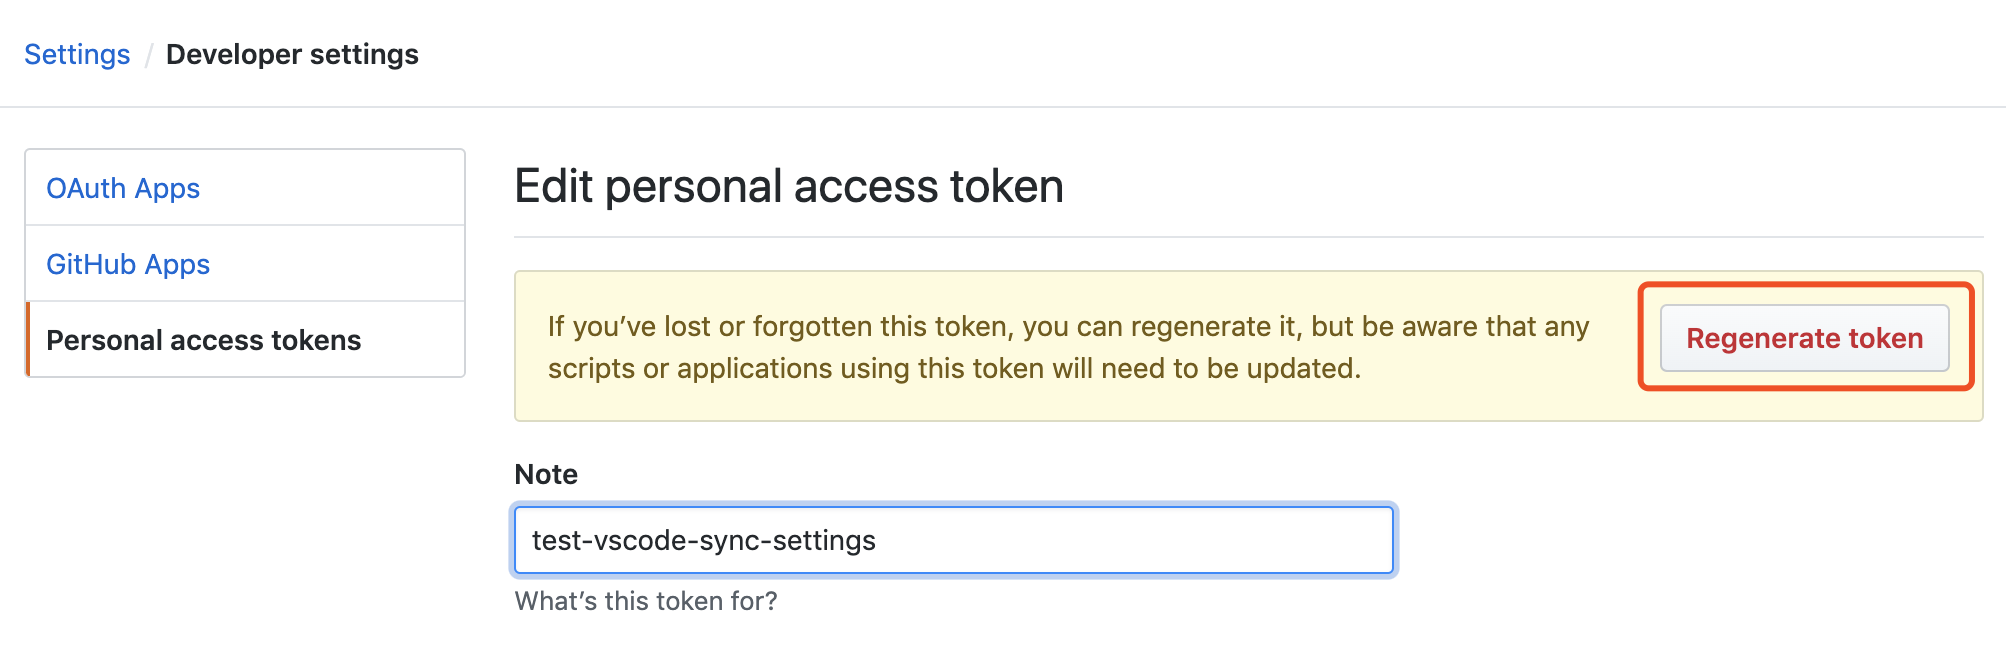 Settings / Developer settings
OAuth Apps
GitHub Apps
Personal access tokens
Edit personal access token
If you’ve lost or forgotten this token, you can regenerate it, but be aware that any
scripts or applications using this token will need to be updated.
Regenerate token
Note
test-vscode-sync-settings
What’s this token for?